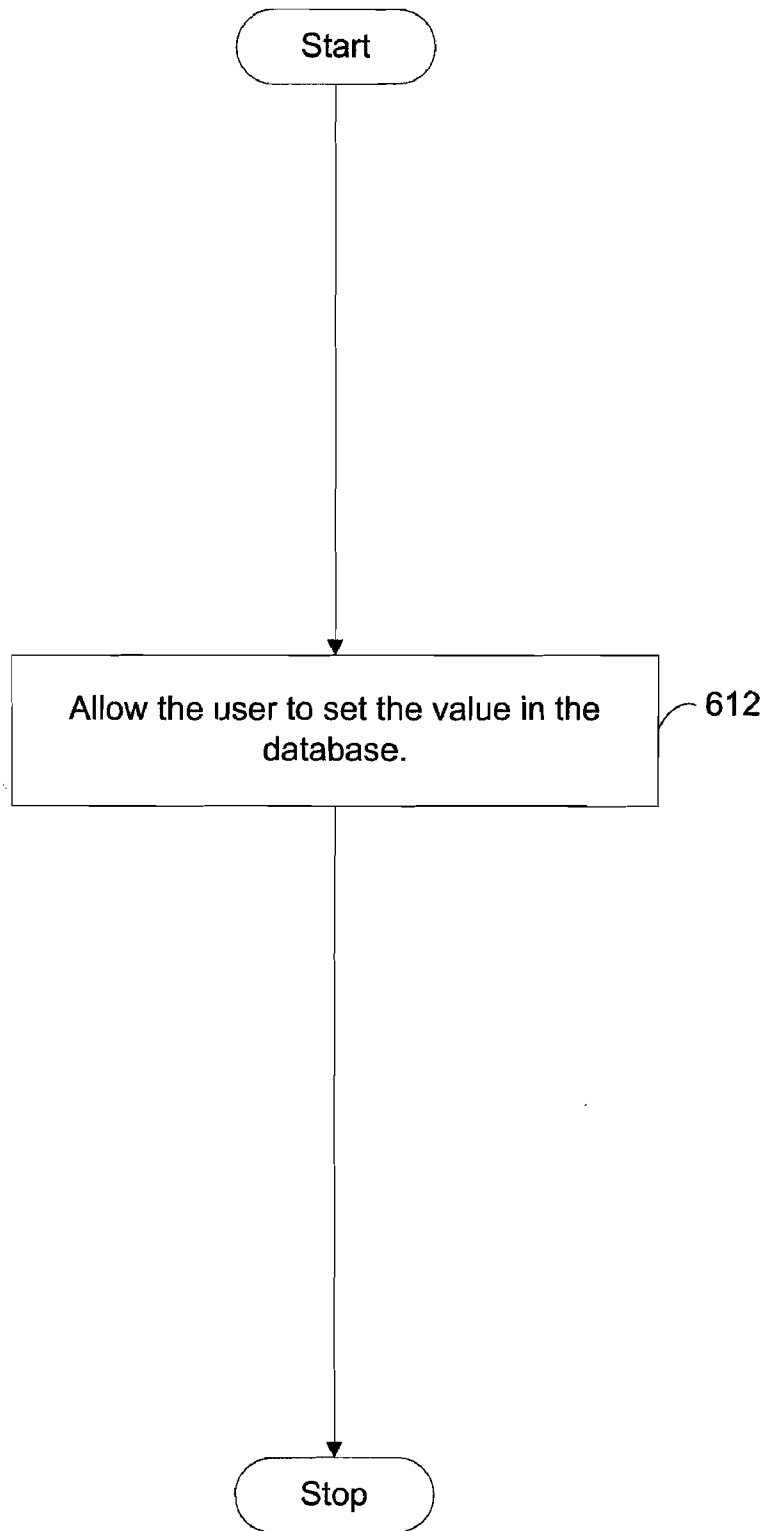 Start
Allow the user to set the value in the
database.
612
Stop